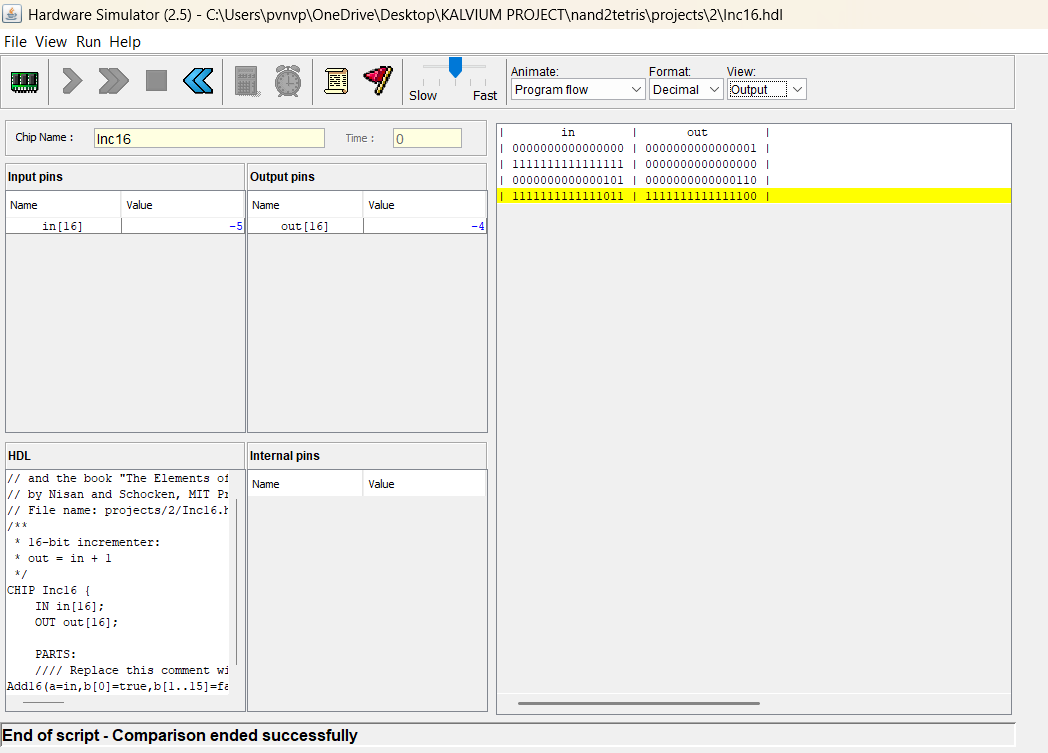 Hardware Simulator (2.5) - C:\Users\pvnvp\OneDrive\Desktop\KALVIUM PROJECT\nand2tetris\projects\2\Inc16.hdl
File View Run Help
Slow Fast
Animate: Format: View:
Program flow Decimal Output
Chip Name : Inc16 Time : 0
Input pins
Name Value
in[16] -5
Output pins
Name Value
out[16] -4
HDL
// and the book "The Elements of
// by Nisan and Schocken, MIT Pr
// File name: projects/2/Inc16.h
/**
* 16-bit incrementer:
* out = in + 1
*/
CHIP Inc16 {
IN in[16];
OUT out[16];
PARTS:
//// Replace this comment wi
Add16(a=in,b[0]=true,b[1..15]=fa
Internal pins
Name Value
| in | out |
| 0000000000000000 | 0000000000000001 |
| 1111111111111111 | 0000000000000000 |
| 0000000000000101 | 0000000000000110 |
| 1111111111111011 | 1111111111111100 |
End of script - Comparison ended successfully